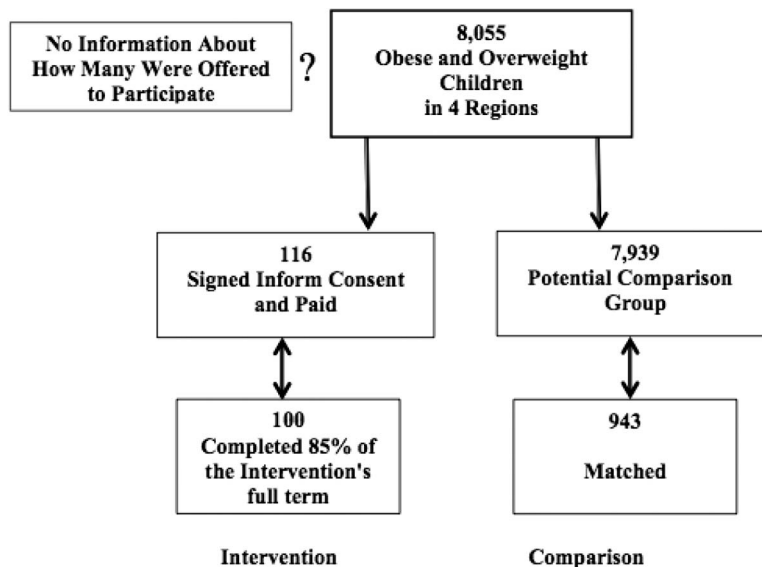 No Information About
How Many Were Offered
to Participate
?
8,055
Obese and Overweight
Children
in 4 Regions
116
Signed Inform Consent
and Paid
7,939
Potential Comparison
Group
100
Completed 85% of
the Intervention's
full term
943
Matched
Intervention
Comparison